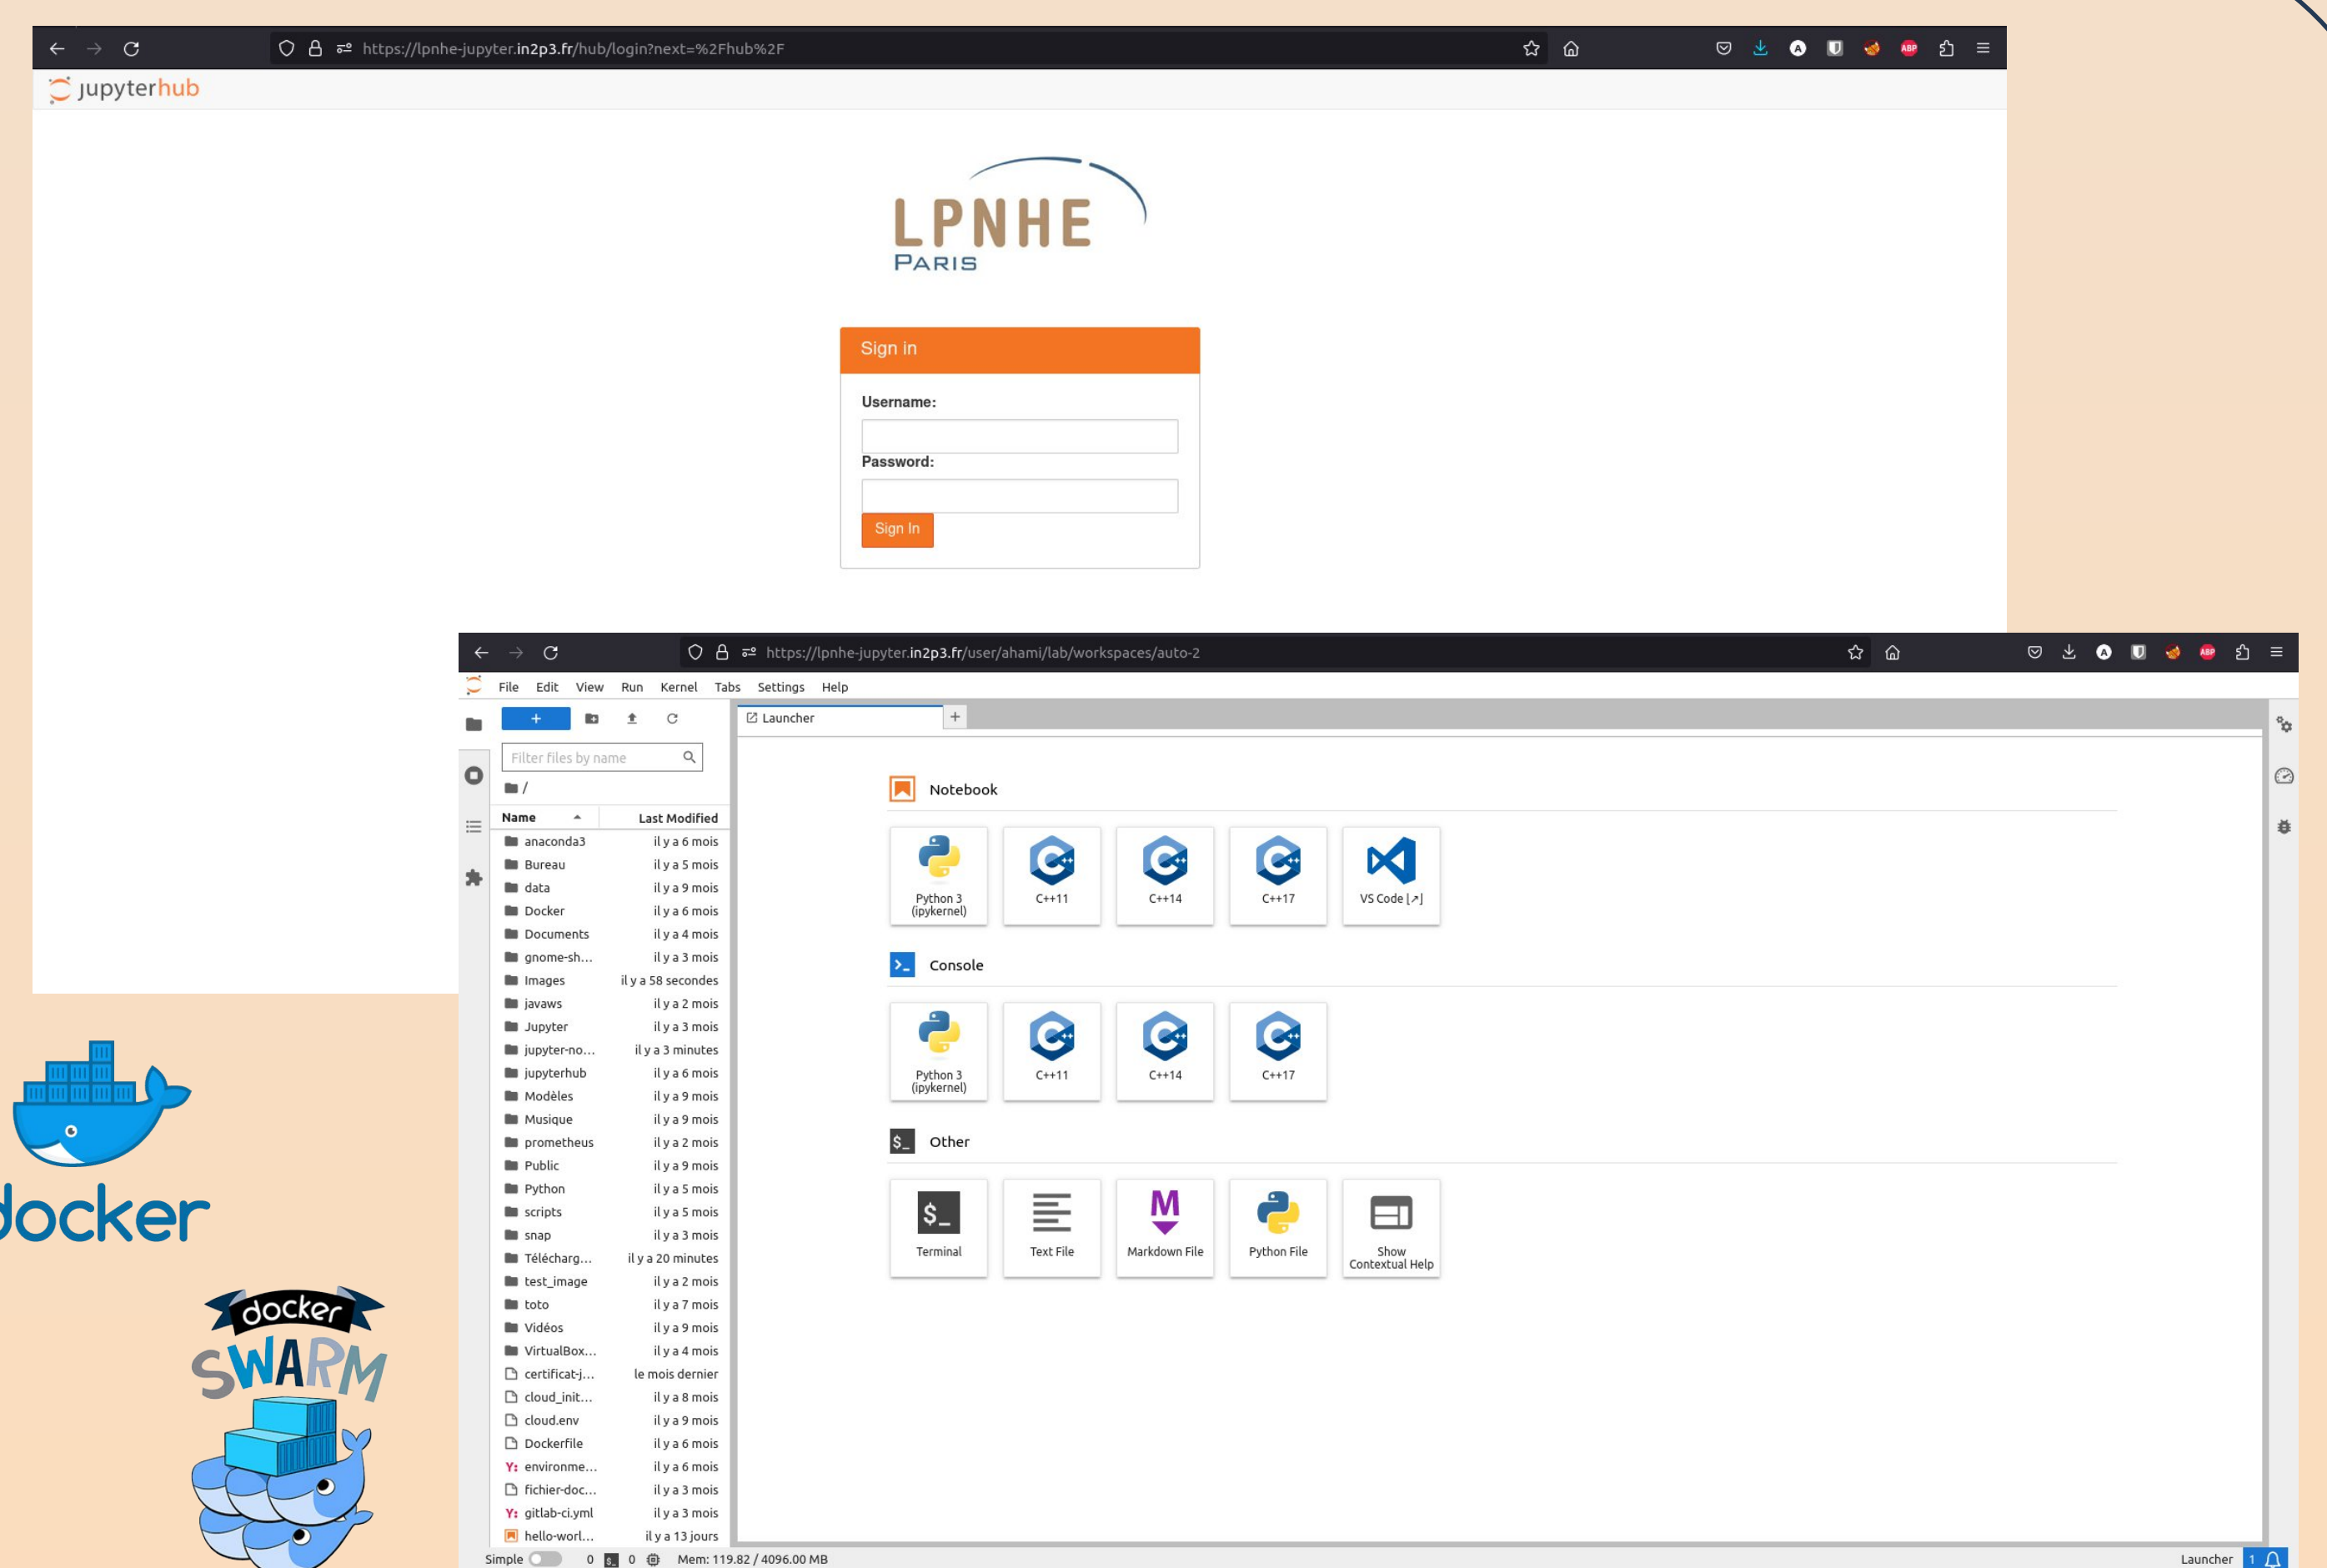 https://lpnhe-jupyter.in2p3.fr/hub/login?next=%2Fhub%2F
ABP
jupyterhub
LPNHE
PARIS
Sign in
Username:
Password:
Sign In
https://lpnhe-jupyter.in2p3.fr/user/ahami/lab/workspaces/auto-2
ABP
File Edit View Run Kernel Tabs Settings Help
Launcher
Filter files by name
/
Name Last Modified
anaconda3 il y a 6 mois
Bureau il y a 5 mois
data il y a 9 mois
Docker il y a 6 mois
Documents il y a 4 mois
gnome-sh... il y a 3 mois
Images il y a 58 secondes
javaws il y a 2 mois
Jupyter il y a 3 mois
jupyter-no... il y a 3 minutes
jupyterhub il y a 6 mois
Modèles il y a 9 mois
Musique il y a 9 mois
prometheus il y a 2 mois
Public il y a 9 mois
Python il y a 5 mois
scripts il y a 5 mois
snap il y a 3 mois
Télécharg... il y a 20 minutes
test_image il y a 2 mois
toto il y a 7 mois
Vidéos il y a 9 mois
VirtualBox... il y a 4 mois
certificat-j... le mois dernier
cloud_init... il y a 8 mois
cloud.env il y a 9 mois
Dockerfile il y a 6 mois
Y: environme... il y a 6 mois
fichier-doc... il y a 3 mois
Y: gitlab-ci.yml il y a 3 mois
hello-worl... il y a 13 jours
Notebook
Python 3
(ipykernel)
C++11
C++14
C++17
VS Code [↗]
Console
Python 3
(ipykernel)
C++11
C++14
C++17
$_ Other
$_
Terminal
Text File
M
Markdown File
Python File
Show
Contextual Help
Simple 0 $_ 0 Mem: 119.82 / 4096.00 MB
Launcher 1
docker
docker
SWARM